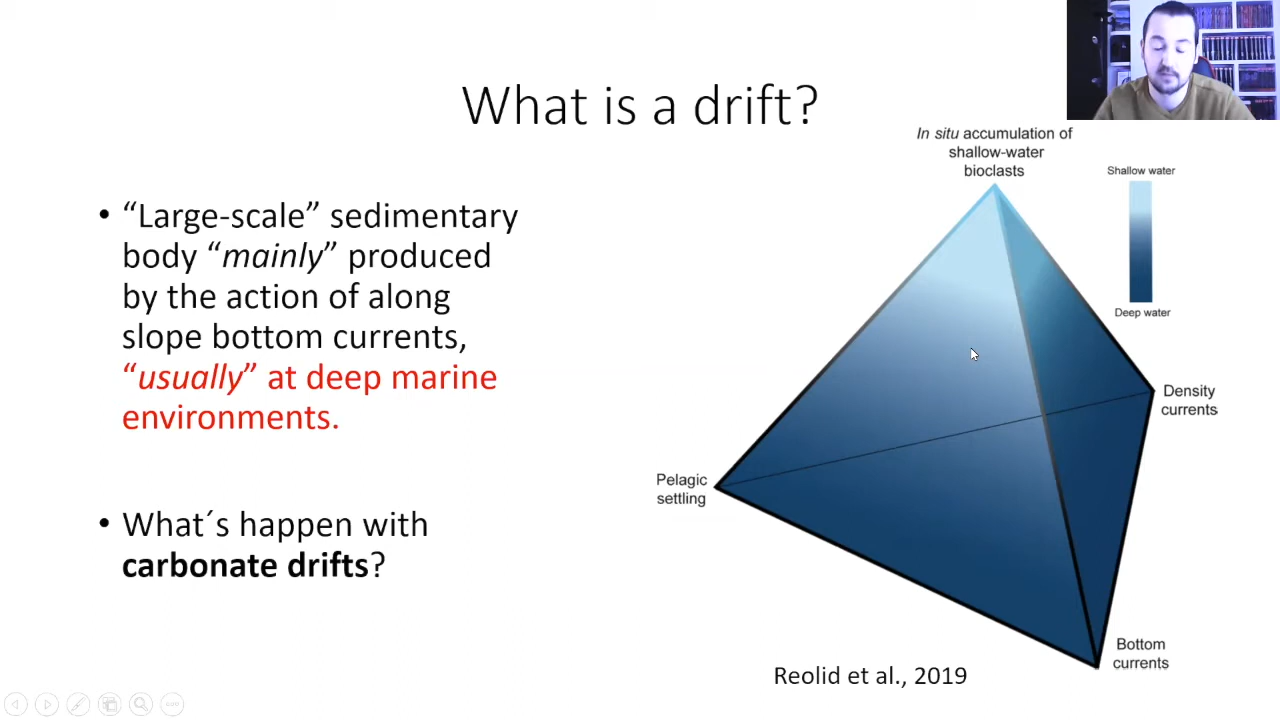 What is a drift?
• “Large-scale” sedimentary
body “mainly” produced
by the action of along
slope bottom currents,
“usually” at deep marine
environments.
• What´s happen with
carbonate drifts?
In situ accumulation of
shallow-water
bioclasts
Shallow water
Deep water
Density
currents
Pelagic
settling
Bottom
currents
Reolid et al., 2019